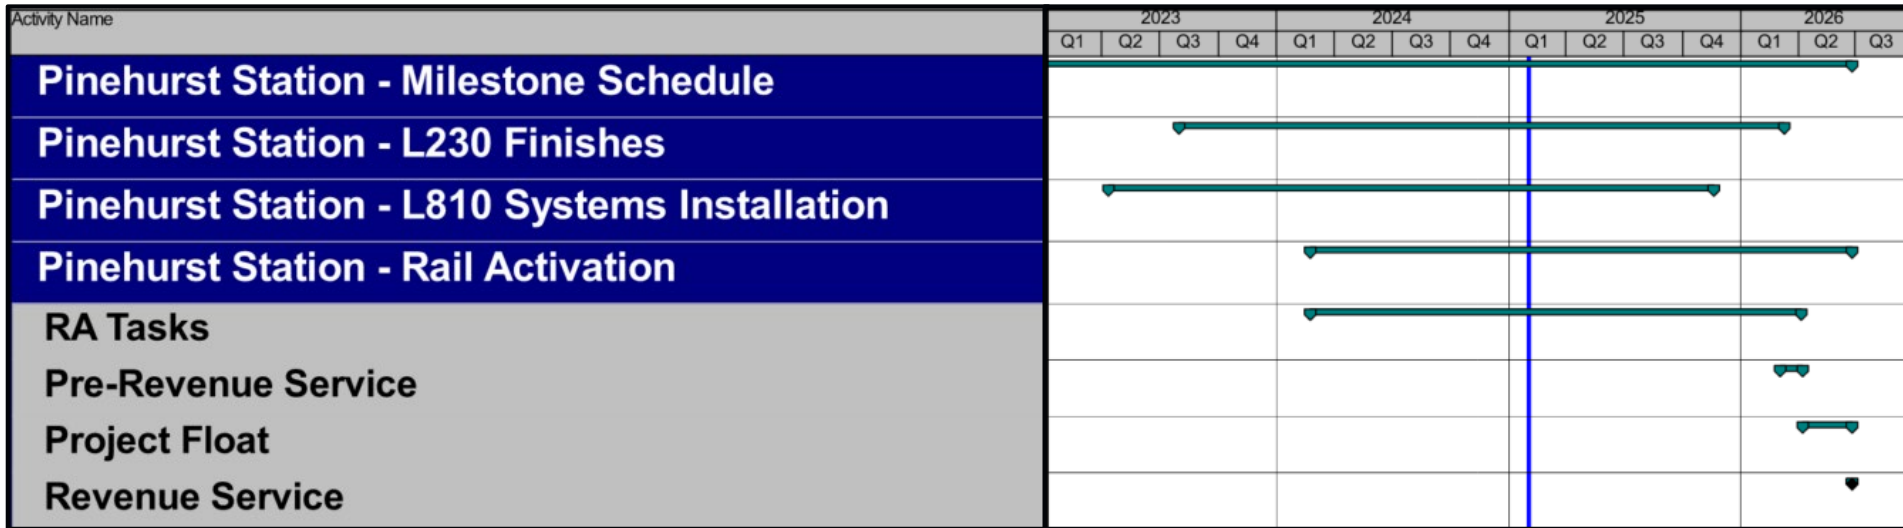 Activity Name
2023 2024 2025 2026
Q1 Q2 Q3 Q4 Q1 Q2 Q3 Q4 Q1 Q2 Q3 Q4 Q1 Q2 Q3
Pinehurst Station - Milestone Schedule
Pinehurst Station - L230 Finishes
Pinehurst Station - L810 Systems Installation
Pinehurst Station - Rail Activation
RA Tasks
Pre-Revenue Service
Project Float
Revenue Service